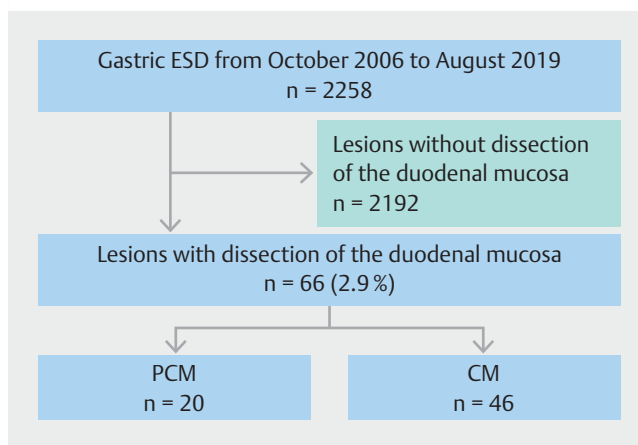 Gastric ESD from October 2006 to August 2019
n = 2258
Lesions without dissection
of the duodenal mucosa
n = 2192
Lesions with dissection of the duodenal mucosa
n = 66 (2.9 %)
PCM
n = 20
CM
n = 46